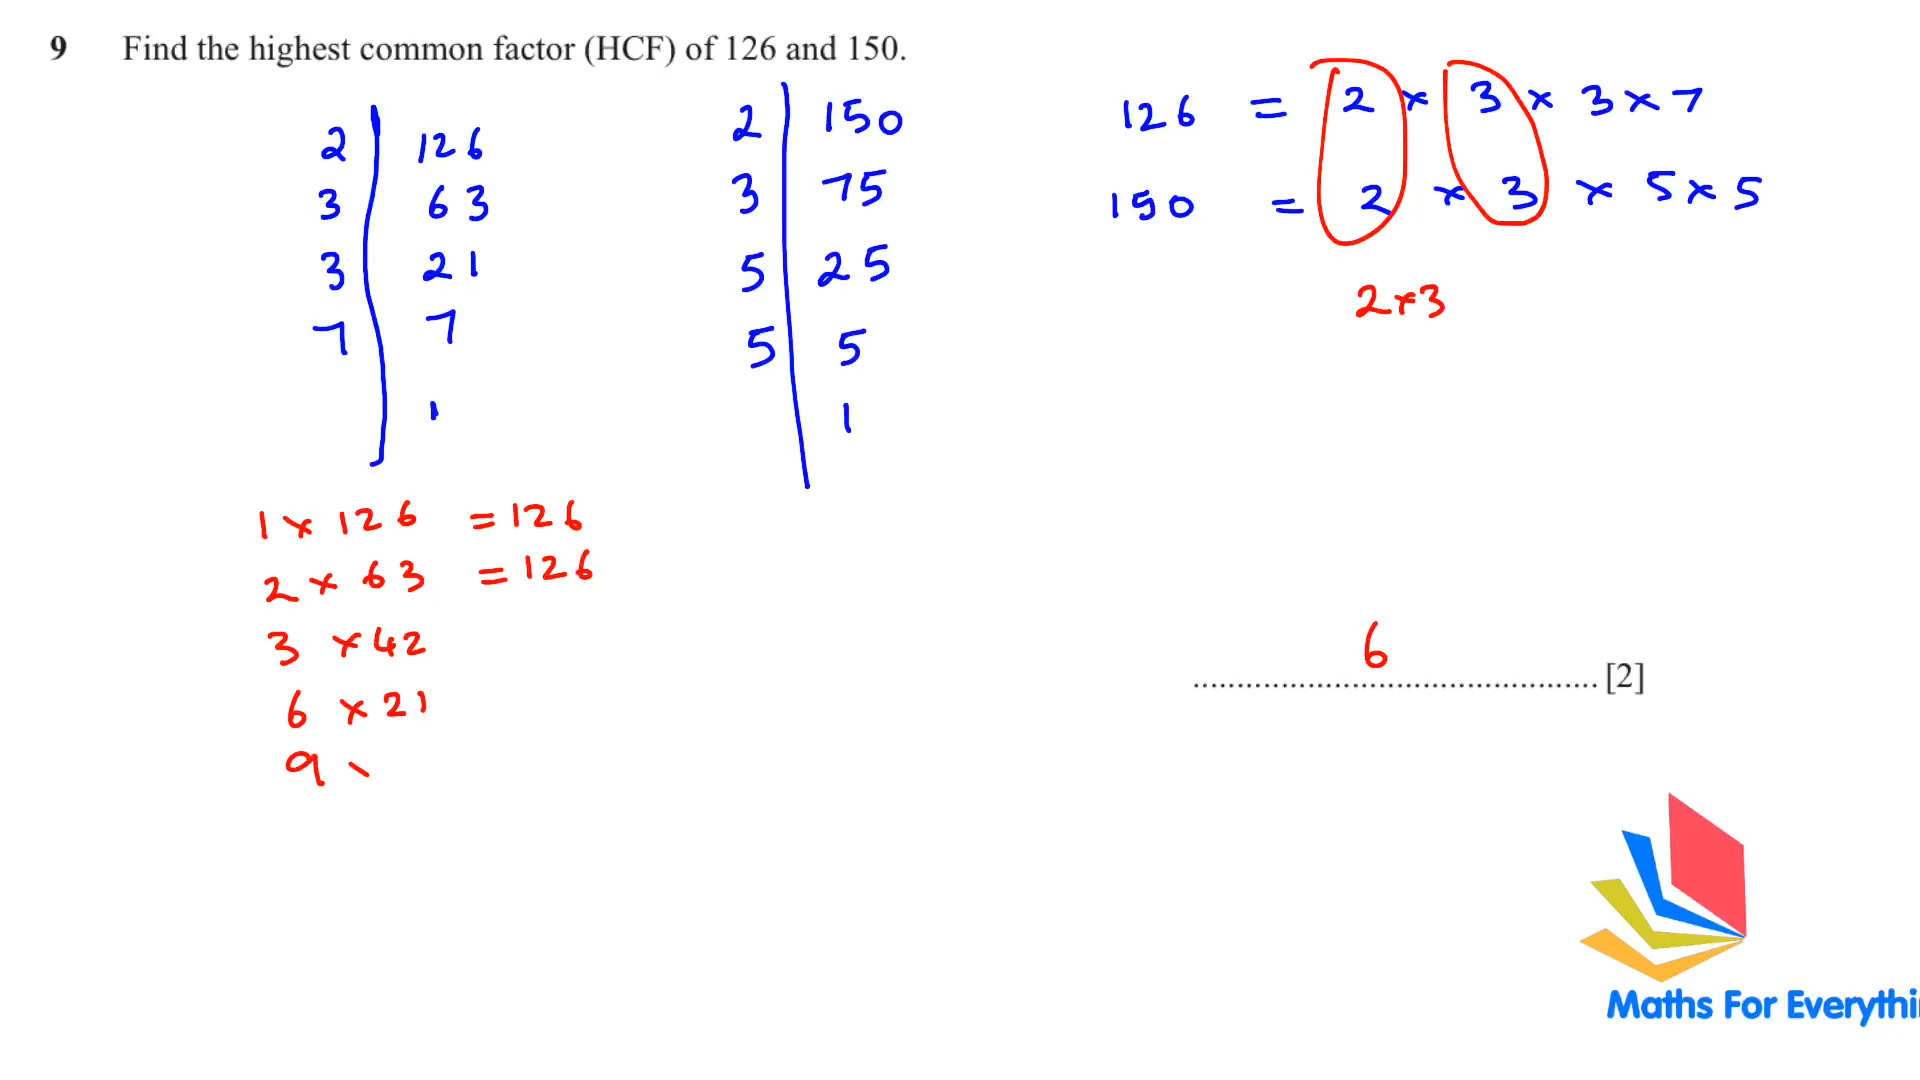 9 Find the highest common factor (HCF) of 126 and 150.
2 126
3 63
3 21
7 7
1
2 150
3 75
5 25
5 5
1
126 = 2 × 3 × 3 × 7
150 = 2 × 3 × 5 × 5
2×3
1 × 126 = 126
2 × 63 = 126
3 × 42
6 × 21
9
6
.............................................. [2]
Maths For Everythi